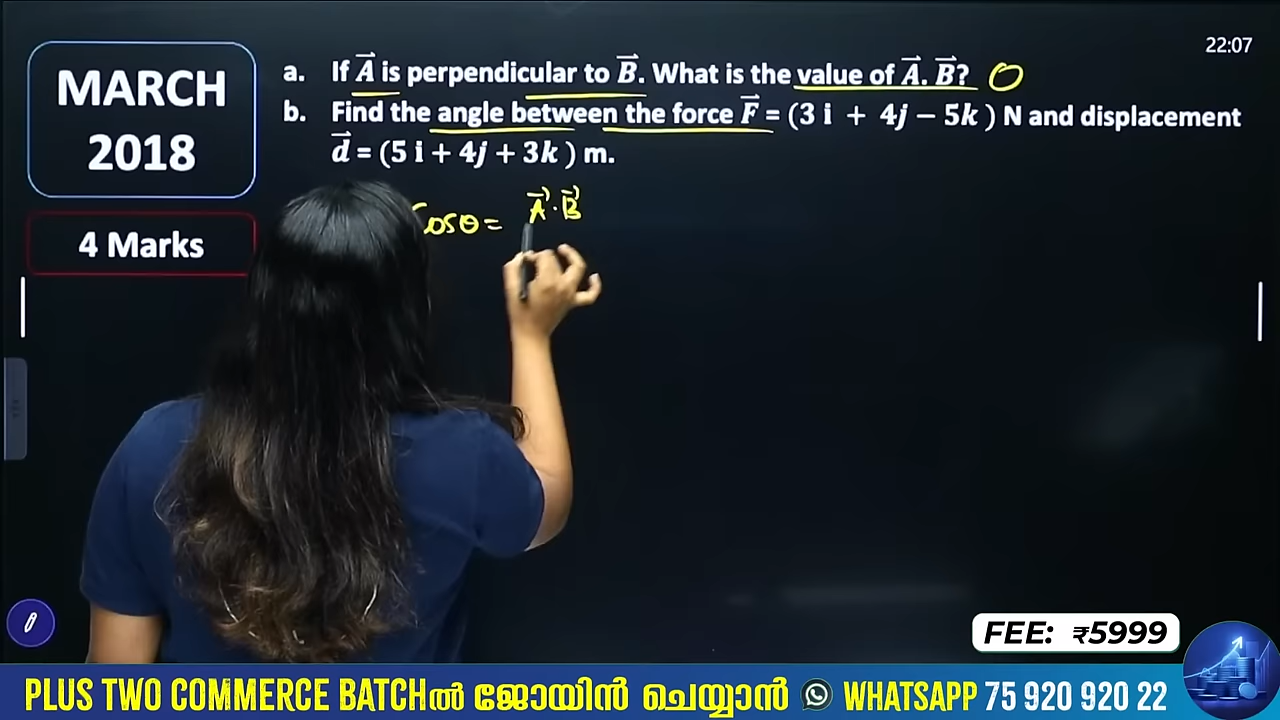 22:07
MARCH
2018
4 Marks
a. If A⃗ is perpendicular to B⃗. What is the value of A⃗. B⃗? O
b. Find the angle between the force F⃗ = (3 i + 4j − 5k ) N and displacement
d⃗ = (5 i + 4j + 3k ) m.
Cosθ = A⃗ · B⃗
FEE: ₹5999
PLUS TWO COMMERCE BATCHൽ ജോയിൻ ചെയ്യാൻ WHATSAPP 75 920 920 22